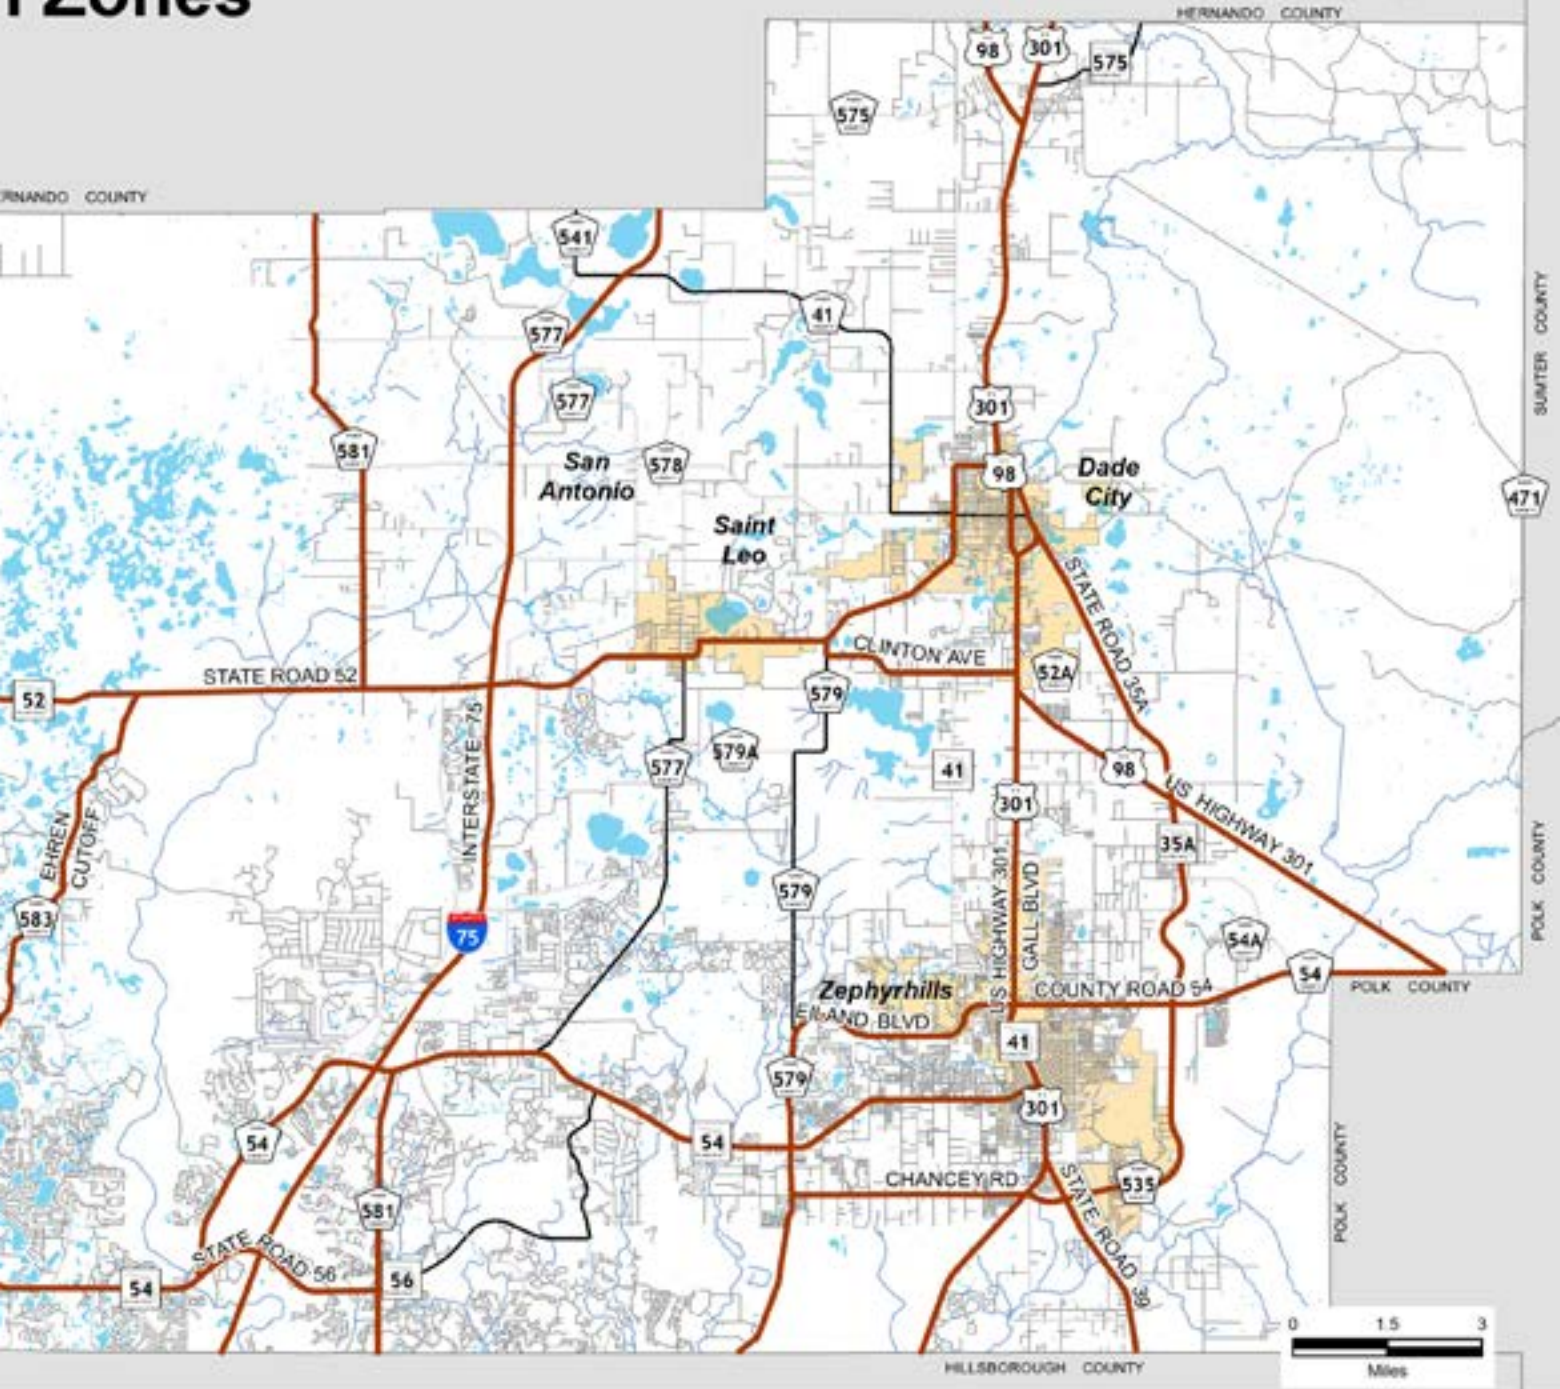 Zones
HERNANDO COUNTY
98
301
575
575
RNANDO COUNTY
541
41
577
577
301
581
San
Antonio
578
98
Dade
City
SUMTER COUNTY
471
Saint
Leo
STATE ROAD 35A
CLINTON AVE
STATE ROAD 52
52
52A
579
INTERSTATE 75
577
579A
41
98
301
US HIGHWAY 301
35A
EHREN
CUTOFF
POLK COUNTY
583
75
579
US HIGHWAY 301
GALL BLVD
54A
54
Zephyrhills
COUNTY ROAD 54
POLK COUNTY
EILAND BLVD
41
579
301
54
54
CHANCEY RD
535
POLK COUNTY
581
STATE ROAD 56
STATE ROAD 39
54
56
0 1.5 3
Miles
HILLSBOROUGH COUNTY